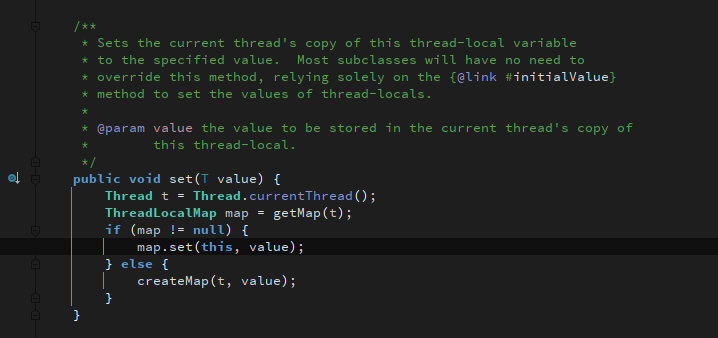 /**
 * Sets the current thread's copy of this thread-local variable
 * to the specified value.  Most subclasses will have no need to
 * override this method, relying solely on the {@link #initialValue}
 * method to set the values of thread-locals.
 *
 * @param value the value to be stored in the current thread's copy of
 *        this thread-local.
 */
public void set(T value) {
    Thread t = Thread.currentThread();
    ThreadLocalMap map = getMap(t);
    if (map != null) {
        map.set(this, value);
    } else {
        createMap(t, value);
    }
}